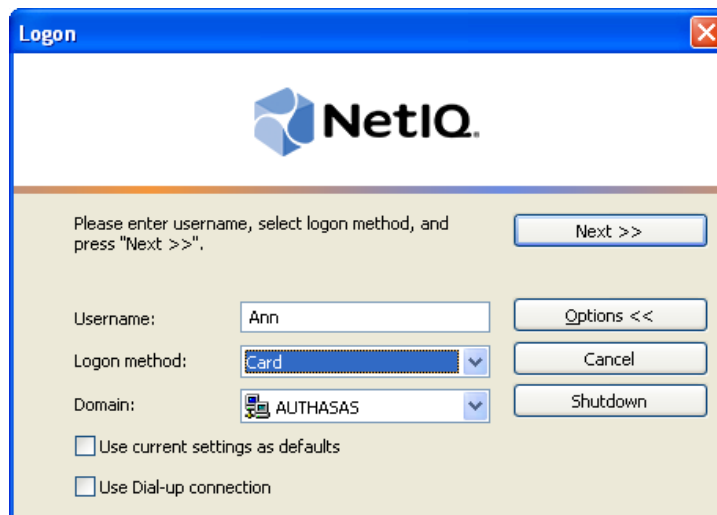 Logon
NetIQ.
Please enter username, select logon method, and
press "Next >>".
Next >>
Username:
Ann
Options <<
Logon method:
Card
Cancel
Domain:
AUTHASAS
Shutdown
Use current settings as defaults
Use Dial-up connection